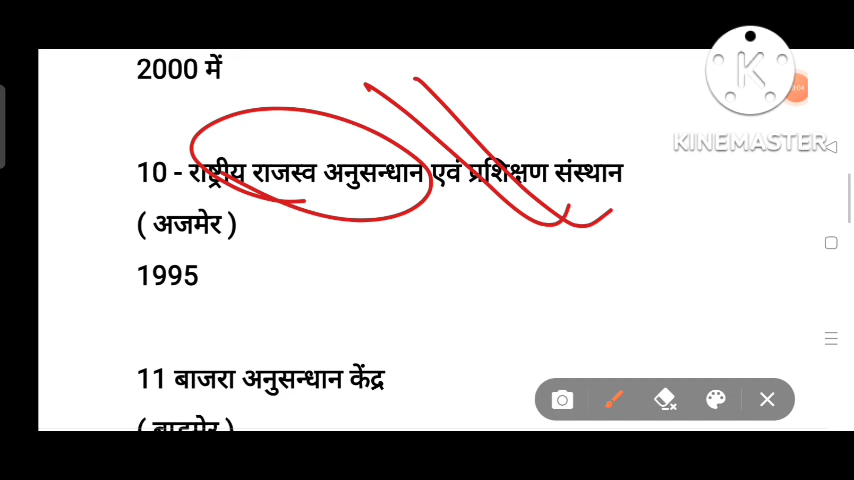 2000 में
10 - राष्ट्रीय राजस्व अनुसन्धान एवं प्रशिक्षण संस्थान
( अजमेर )
1995
11 बाजरा अनुसन्धान केंद्र
( बाड़मेर )
K
KINEMASTER